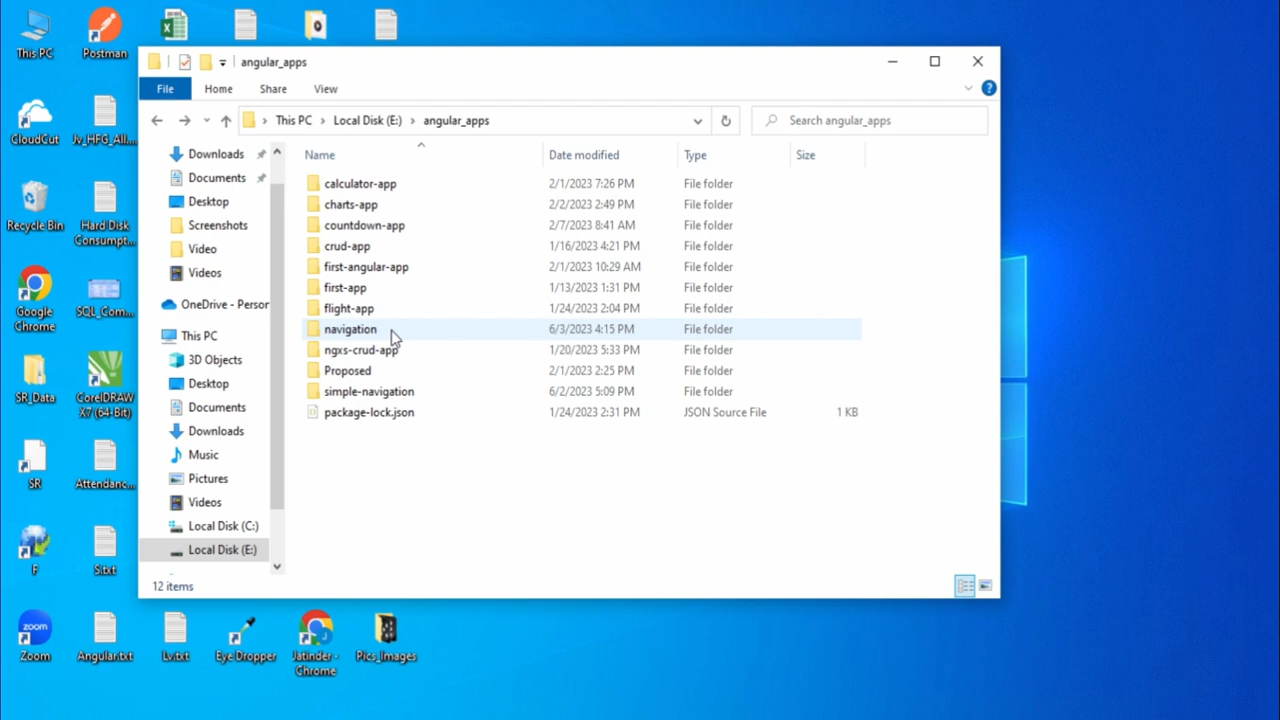 This PC
Postman
angular_apps
File
Home
Share
View
This PC
Local Disk (E:)
angular_apps
Search angular_apps
CloudCut
Jv_HFG_All....
Recycle Bin
Hard Disk
Consumpt...
Google
Chrome
SQL_Com...
SR_Data
CorelDRAW
X7 (64-Bit)
SR
Attendanc...
F
S.txt
Downloads
Documents
Desktop
Screenshots
Video
Videos
OneDrive - Person
This PC
3D Objects
Desktop
Documents
Downloads
Music
Pictures
Videos
Local Disk (C:)
Local Disk (E:)
Name Date modified Type Size
calculator-app 2/1/2023 7:26 PM File folder
charts-app 2/2/2023 2:49 PM File folder
countdown-app 2/7/2023 8:41 AM File folder
crud-app 1/16/2023 4:21 PM File folder
first-angular-app 2/1/2023 10:29 AM File folder
first-app 1/13/2023 1:31 PM File folder
flight-app 1/24/2023 2:04 PM File folder
navigation 6/3/2023 4:15 PM File folder
ngxs-crud-app 1/20/2023 5:33 PM File folder
Proposed 2/1/2023 2:25 PM File folder
simple-navigation 6/2/2023 5:09 PM File folder
package-lock.json 1/24/2023 2:31 PM JSON Source File 1 KB
12 items
zoom
Zoom
Angular.txt
Lv.txt
Eye Dropper
Jatinder -
Chrome
Pics_Images